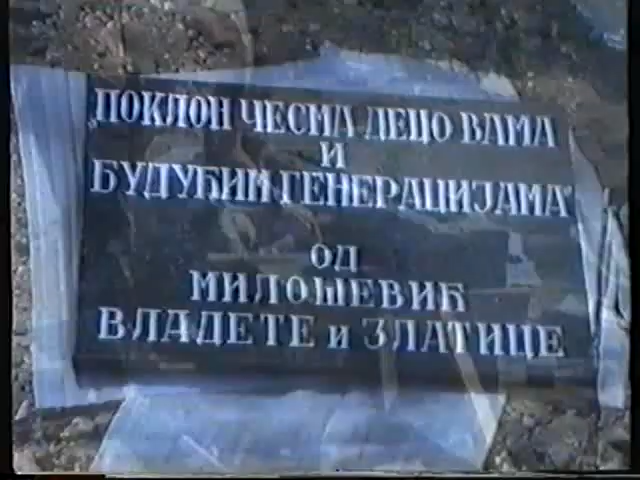 „ПОКЛОН ЧЕСМА ДЕЦО ВАМА
И
БУДУЋИМ ГЕНЕРАЦИЈАМА"
ОД
МИЛОШЕВИЋ
ВЛАДЕТЕ и ЗЛАТИЦЕ